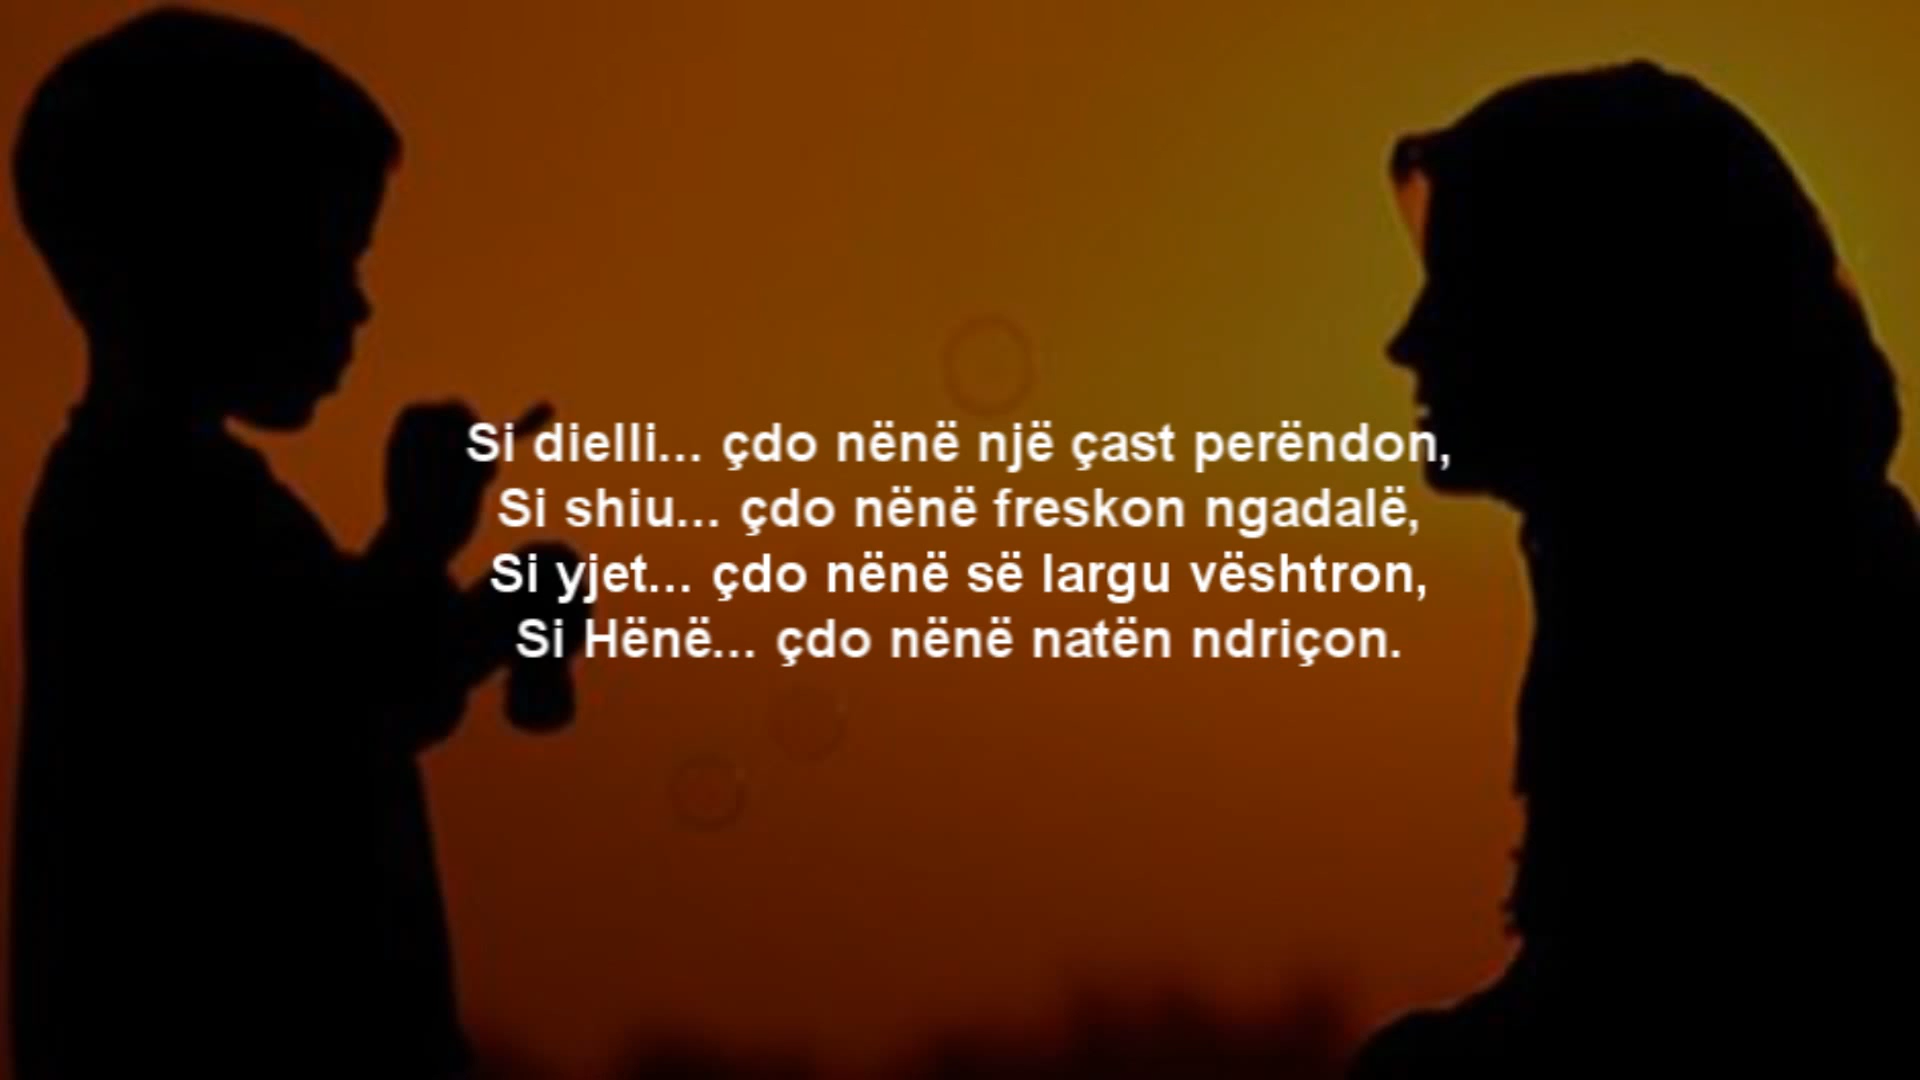 Si dielli... çdo nënë një çast perëndon,
Si shiu... çdo nënë freskon ngadalë,
Si yjet... çdo nënë së largu vështron,
Si Hënë... çdo nënë natën ndriçon.